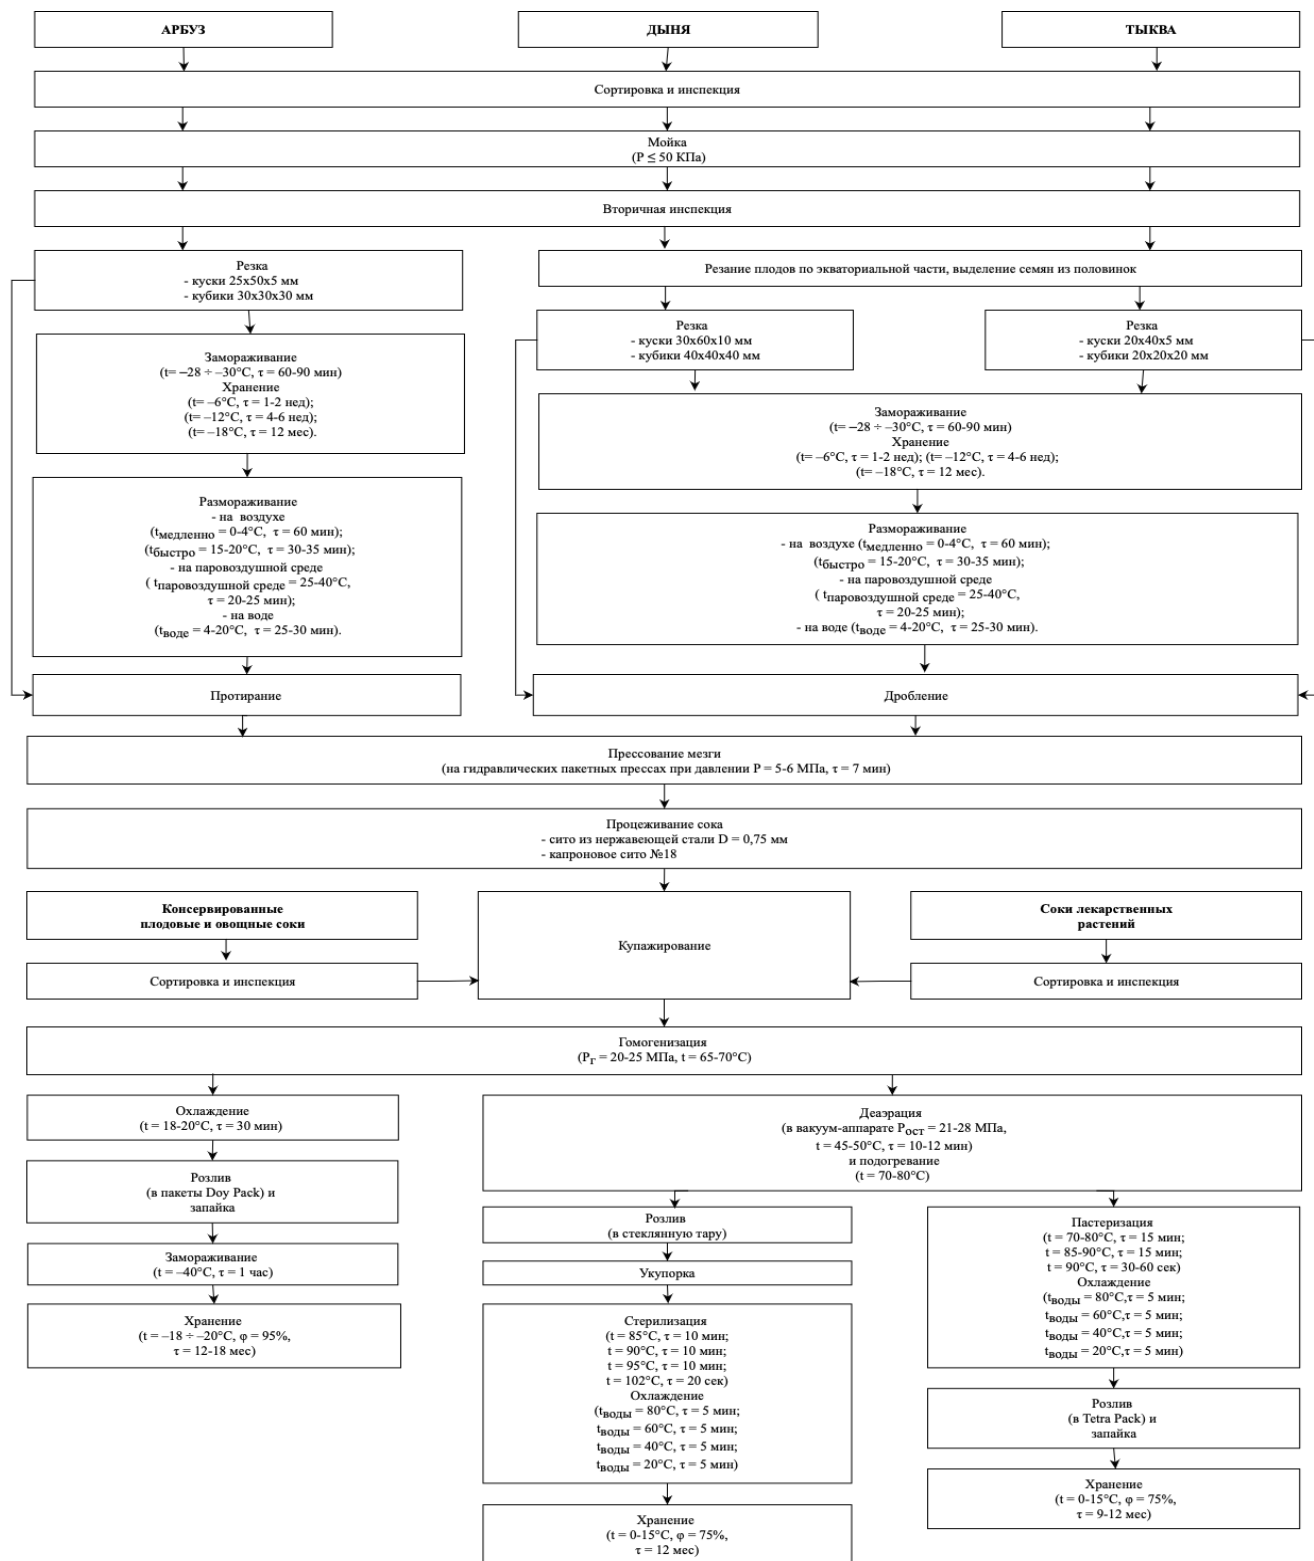 АРБУЗ
ДЫНЯ
ТЫКВА
Сортировка и инспекция
Мойка
(P ≤ 50 КПа)
Вторичная инспекция
Резка
- куски 25x50x5 мм
- кубики 30x30x30 мм
Резание плодов по экваториальной части, выделение семян из половинок
Резка
- куски 30x60x10 мм
- кубики 40x40x40 мм
Резка
- куски 20x40x5 мм
- кубики 20x20x20 мм
Замораживание
(t= −28 ÷ −30°C, τ = 60-90 мин)
Хранение
(t= −6°C, τ = 1-2 нед);
(t= −12°C, τ = 4-6 нед);
(t= −18°C, τ = 12 мес).
Замораживание
(t= −28 ÷ −30°C, τ = 60-90 мин)
Хранение
(t= −6°C, τ = 1-2 нед); (t= −12°C, τ = 4-6 нед);
(t= −18°C, τ = 12 мес).
Размораживание
- на воздухе
(tмедленно = 0-4°C, τ = 60 мин);
(tбыстро = 15-20°C, τ = 30-35 мин);
- на паровоздушной среде
( tпаровоздушной среде = 25-40°C,
τ = 20-25 мин);
- на воде
(tводе = 4-20°C, τ = 25-30 мин).
Размораживание
- на воздухе (tмедленно = 0-4°C, τ = 60 мин);
(tбыстро = 15-20°C, τ = 30-35 мин);
- на паровоздушной среде
( tпаровоздушной среде = 25-40°C,
τ = 20-25 мин);
- на воде (tводе = 4-20°C, τ = 25-30 мин).
Протирание
Дробление
Прессование мезги
(на гидравлических пакетных прессах при давлении P = 5-6 МПа, τ = 7 мин)
Процеживание сока
- сито из нержавеющей стали D = 0,75 мм
- капроновое сито №18
Консервированные
плодовые и овощные соки
Сортировка и инспекция
Купажирование
Соки лекарственных
растений
Сортировка и инспекция
Гомогенизация
(Pг = 20-25 МПа, t = 65-70°C)
Охлаждение
(t = 18-20°C, τ = 30 мин)
Розлив
(в пакеты Doy Pack) и
запайка
Замораживание
(t = −40°C, τ = 1 час)
Хранение
(t = −18 ÷ −20°C, φ = 95%,
τ = 12-18 мес)
Деаэрация
(в вакуум-аппарате Pост = 21-28 МПа,
t = 45-50°C, τ = 10-12 мин)
и подогревание
(t = 70-80°C)
Розлив
(в стеклянную тару)
Укупорка
Стерилизация
(t = 85°C, τ = 10 мин;
t = 90°C, τ = 10 мин;
t = 95°C, τ = 10 мин;
t = 102°C, τ = 20 сек)
Охлаждение
(tводы = 80°C, τ = 5 мин;
tводы = 60°C, τ = 5 мин;
tводы = 40°C, τ = 5 мин;
tводы = 20°C, τ = 5 мин)
Хранение
(t = 0-15°C, φ = 75%,
τ = 12 мес)
Пастеризация
(t = 70-80°C, τ = 15 мин;
t = 85-90°C, τ = 15 мин;
t = 90°C, τ = 30-60 сек)
Охлаждение
(tводы = 80°C,τ = 5 мин;
tводы = 60°C,τ = 5 мин;
tводы = 40°C,τ = 5 мин;
tводы = 20°C,τ = 5 мин)
Розлив
(в Tetra Pack) и
запайка
Хранение
(t = 0-15°C, φ = 75%,
τ = 9-12 мес)